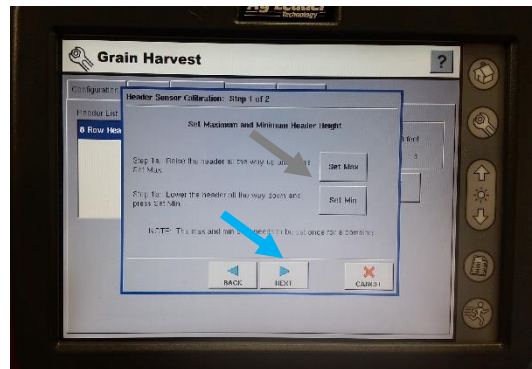 Ag Leader
Technology
Grain Harvest
?
Configuration
Header Sensor Calibration: Step 1 of 2
Header List
8 Row Hea
Set Maximum and Minimum Header Height
Step 1a: Raise the header all the way up and press
Set Max.
Set Max
Step 1b: Lower the header all the way down and
press Set Min.
Set Min
NOTE: The max and min only needs to be set once for a combine
BACK
NEXT
CANCEL